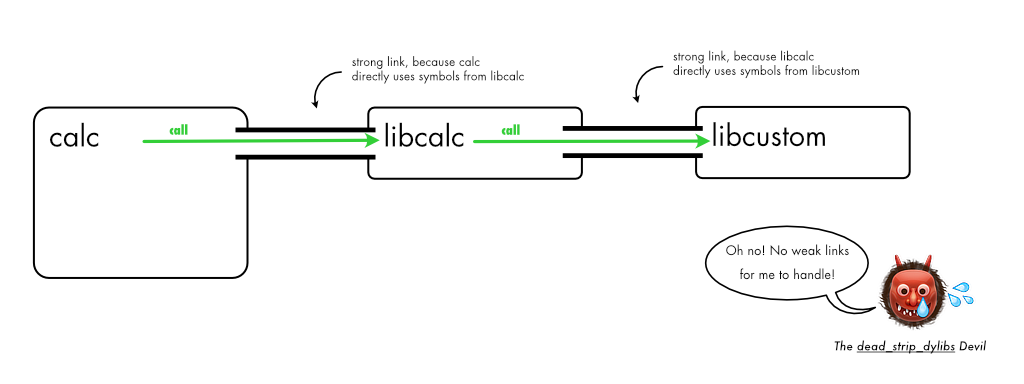 strong link, because calc
directly uses symbols from libcalc
strong link, because libcalc
directly uses symbols from libcustom
calc
call
libcalc
call
libcustom
Oh no! No weak links
for me to handle!
The dead_strip_dylibs Devil